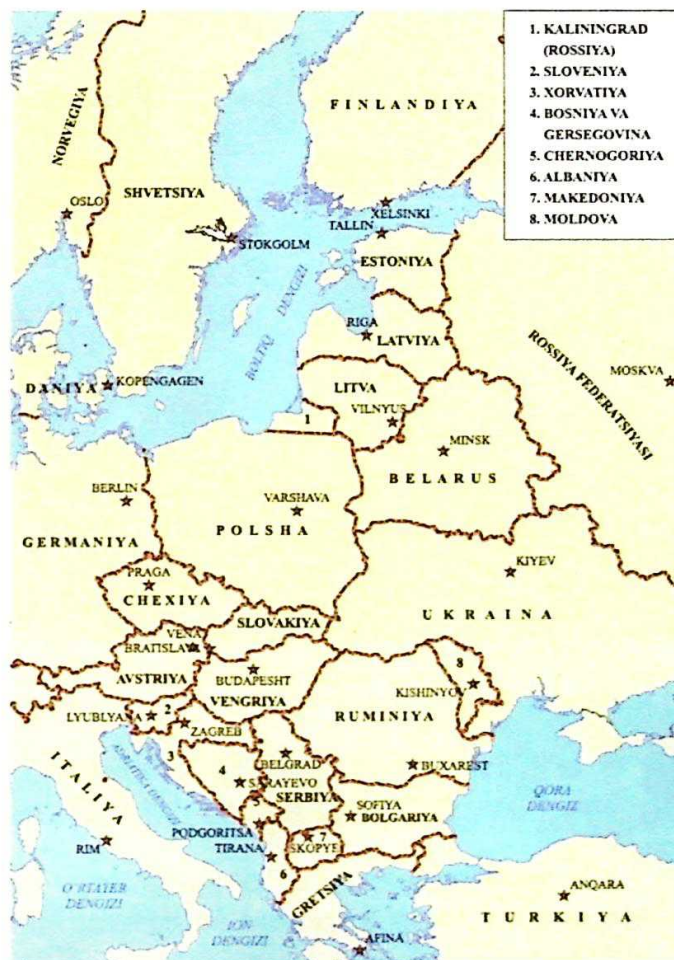 1. KALININGRAD
(ROSSIYA)
2. SLOVENIYA
3. XORVATIYA
4. BOSNIYA VA
GERSEGOVINA
5. CHERNOGORIYA
6. ALBANIYA
7. MAKEDONIYA
8. MOLDOVA
FINLANDIYA
NORVEGIYA
SHVETSIYA
OSLO
XELSINKI
TALLIN
STOKGOLM
ESTONIYA
BOLTIQ DENGIZI
RIGA
LATVIYA
ROSSIYA FEDERATSIYASI
MOSKVA
DANIYA
KOPENGAGEN
LITVA
VILNYUS
1
MINSK
BELARUS
BERLIN
VARSHAVA
POLSHA
GERMANIYA
KIYEV
PRAGA
CHEXIYA
UKRAINA
SLOVAKIYA
VENA
BRATISLAVA
AVSTRIYA
BUDAPESHT
VENGRIYA
8
KISHINYOV
LYUBLYANA
2
ZAGREB
RUMINIYA
3
ITALIYA
BELGRAD
BUXAREST
4
SARAYEVO
SERBIYA
QORA
DENGIZ
ADRIATIKA DENGIZI
5
SOFIYA
BOLGARIYA
PODGORITSA
7
SKOPYE
RIM
TIRANA
6
O'RTAYER
DENGIZI
GRETSIYA
ANQARA
TURKIYA
ION
DENGIZI
AFINA